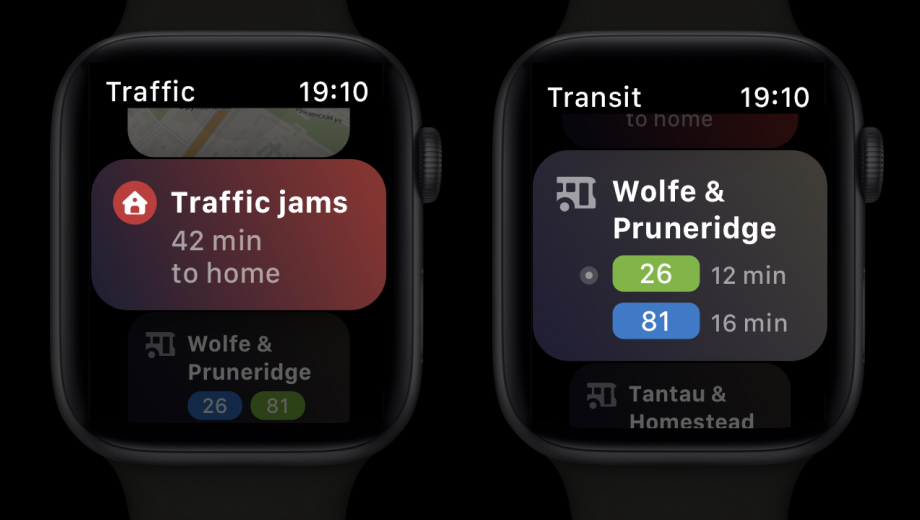 Traffic
19:10
Traffic jams
42 min
to home
Wolfe &
Pruneridge
26 81
Transit
19:10
to home
Wolfe &
Pruneridge
26 12 min
81 16 min
Tantau &
Homestead